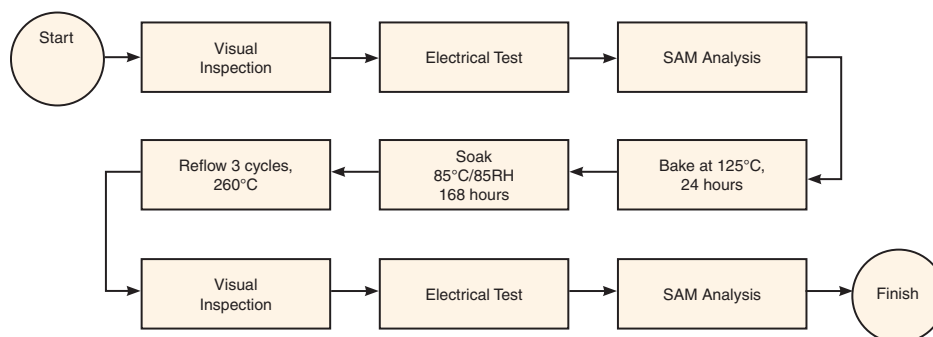 Start
Visual
Inspection
Electrical Test
SAM Analysis
Bake at 125°C,
24 hours
Soak
85°C/85RH
168 hours
Reflow 3 cycles,
260°C
Visual
Inspection
Electrical Test
SAM Analysis
Finish